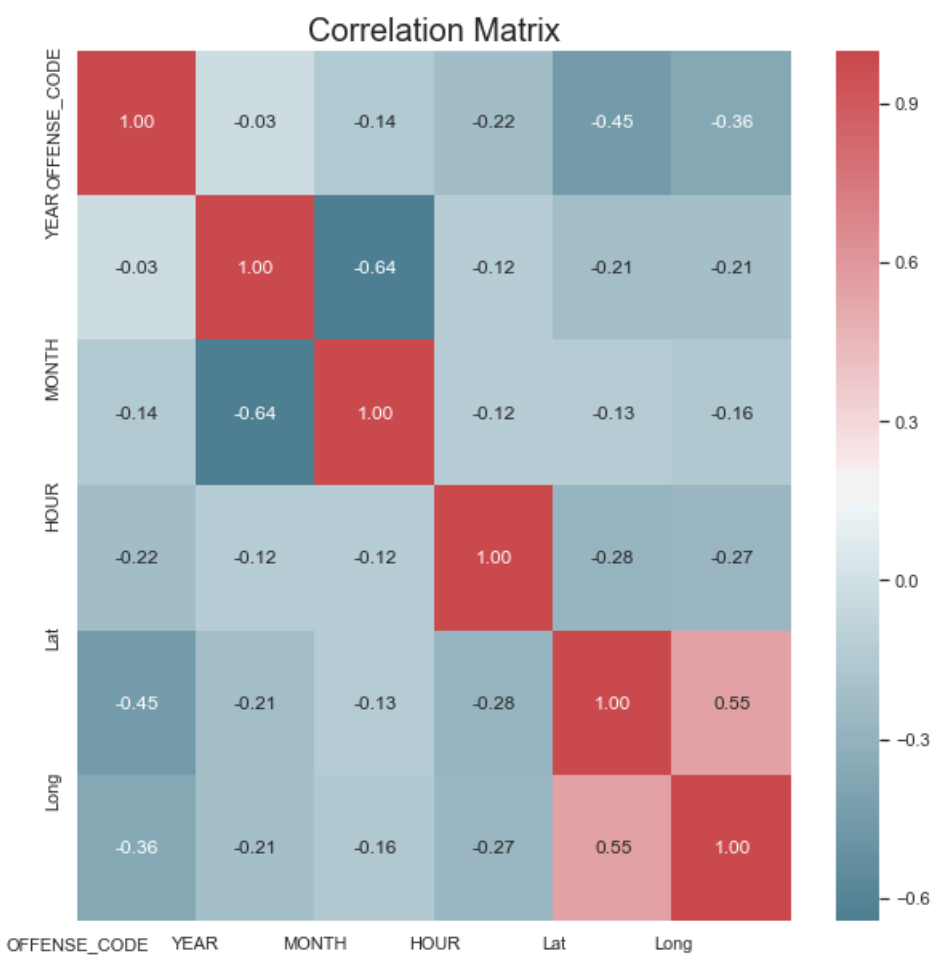 Correlation Matrix
OFFENSE_CODE
1.00 -0.03 -0.14 -0.22 -0.45 -0.36
YEAR
-0.03 1.00 -0.64 -0.12 -0.21 -0.21
MONTH
-0.14 -0.64 1.00 -0.12 -0.13 -0.16
HOUR
-0.22 -0.12 -0.12 1.00 -0.28 -0.27
Lat
-0.45 -0.21 -0.13 -0.28 1.00 0.55
Long
-0.36 -0.21 -0.16 -0.27 0.55 1.00
OFFENSE_CODE YEAR MONTH HOUR Lat Long
0.9
0.6
0.3
0.0
−0.3
−0.6